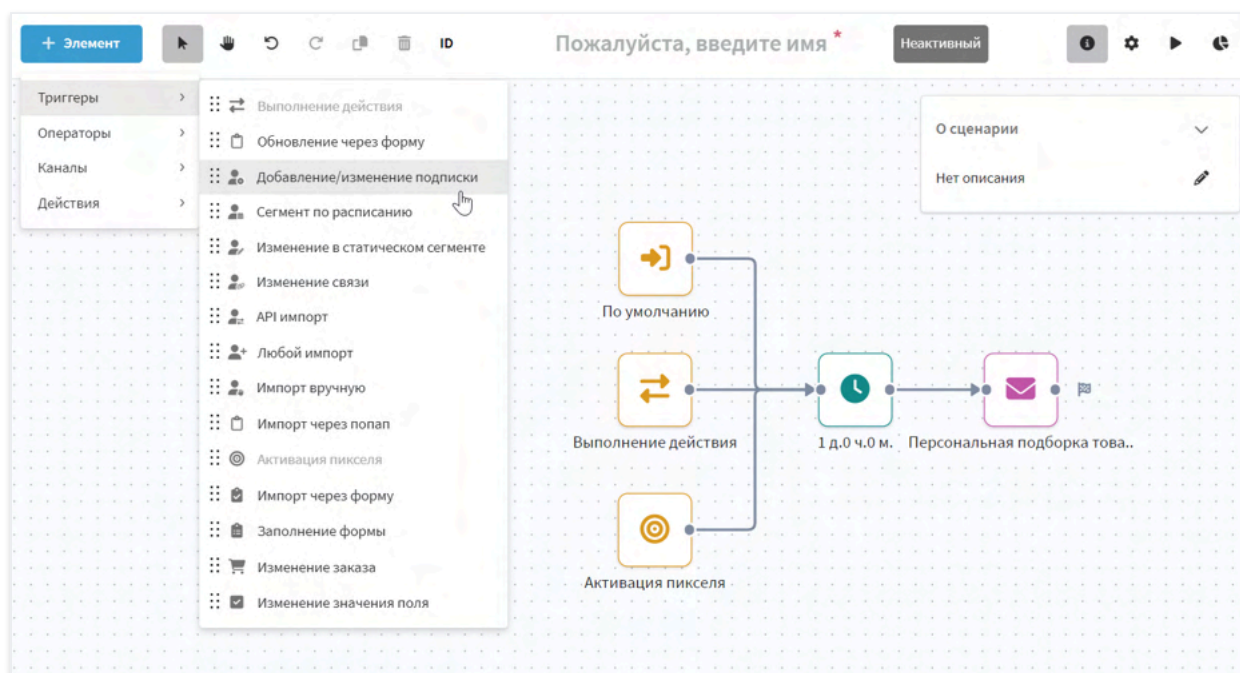 + Элемент
ID
Пожалуйста, введите имя *
Неактивный
Триггеры
Операторы
Каналы
Действия
Выполнение действия
Обновление через форму
Добавление/изменение подписки
Сегмент по расписанию
Изменение в статическом сегменте
Изменение связи
API импорт
Любой импорт
Импорт вручную
Импорт через попап
Активация пикселя
Импорт через форму
Заполнение формы
Изменение заказа
Изменение значения поля
О сценарии
Нет описания
По умолчанию
Выполнение действия
1 д.0 ч.0 м.
Персональная подборка това..
Активация пикселя